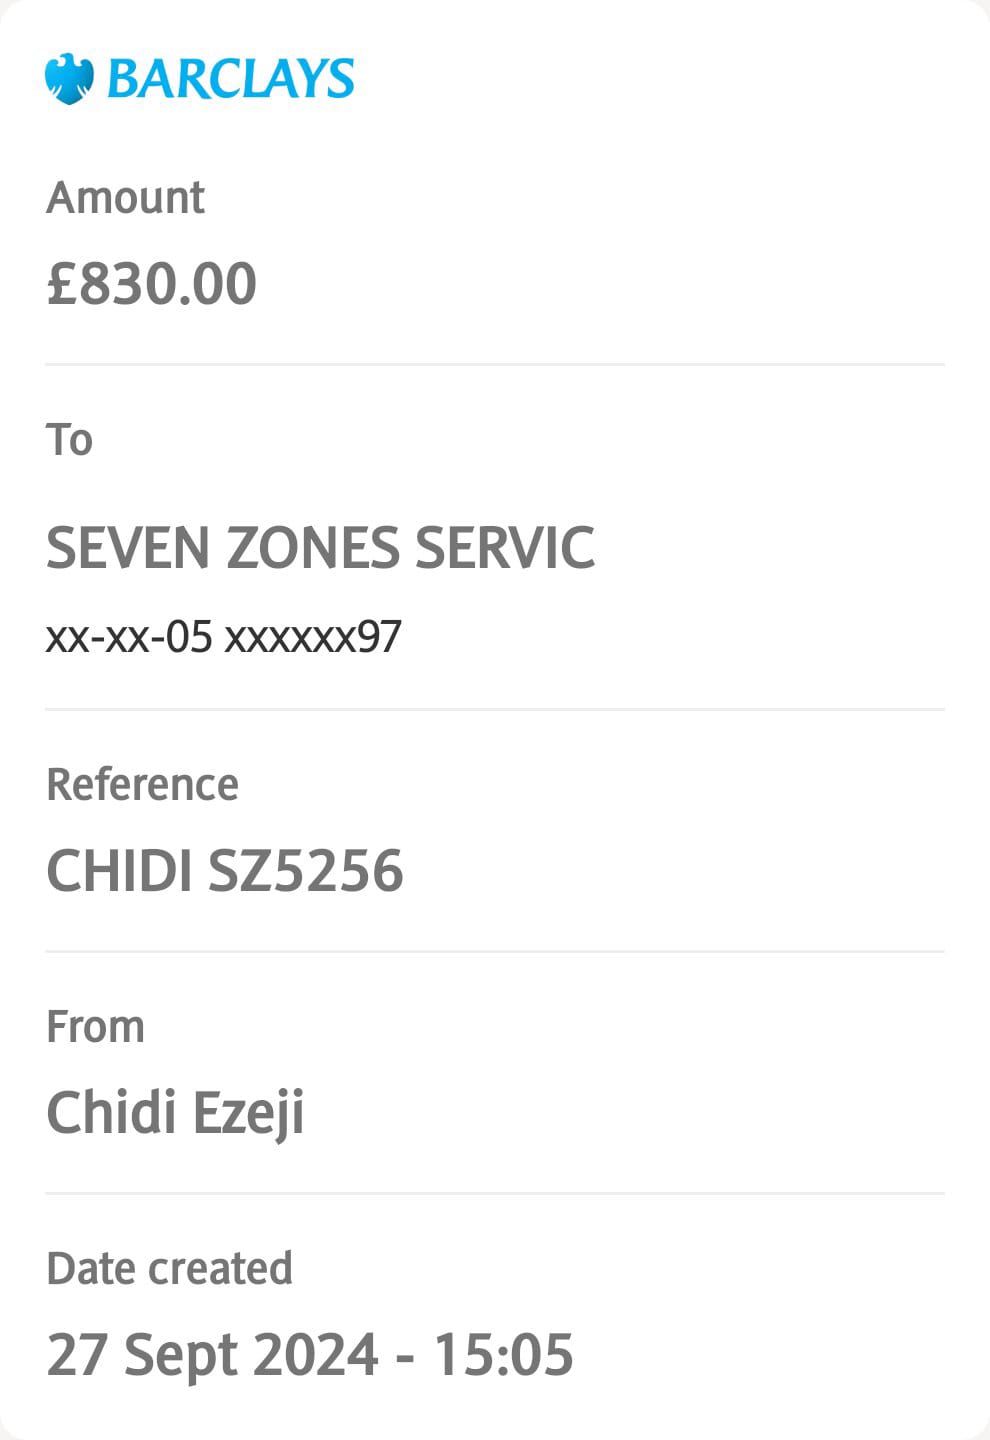 BARCLAYS
Amount
£830.00
To
SEVEN ZONES SERVIC
xx-xx-05 xxxxxx97
Reference
CHIDI SZ5256
From
Chidi Ezeji
Date created
27 Sept 2024 - 15:05